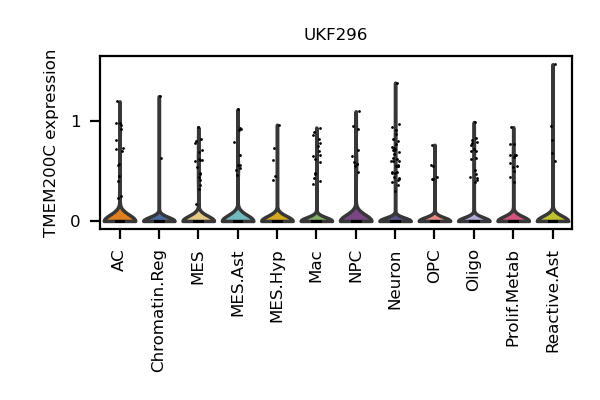 UKF296
TMEM200C expression
1
0
AC
Chromatin.Reg
MES
MES.Ast
MES.Hyp
Mac
NPC
Neuron
OPC
Oligo
Prolif.Metab
Reactive.Ast